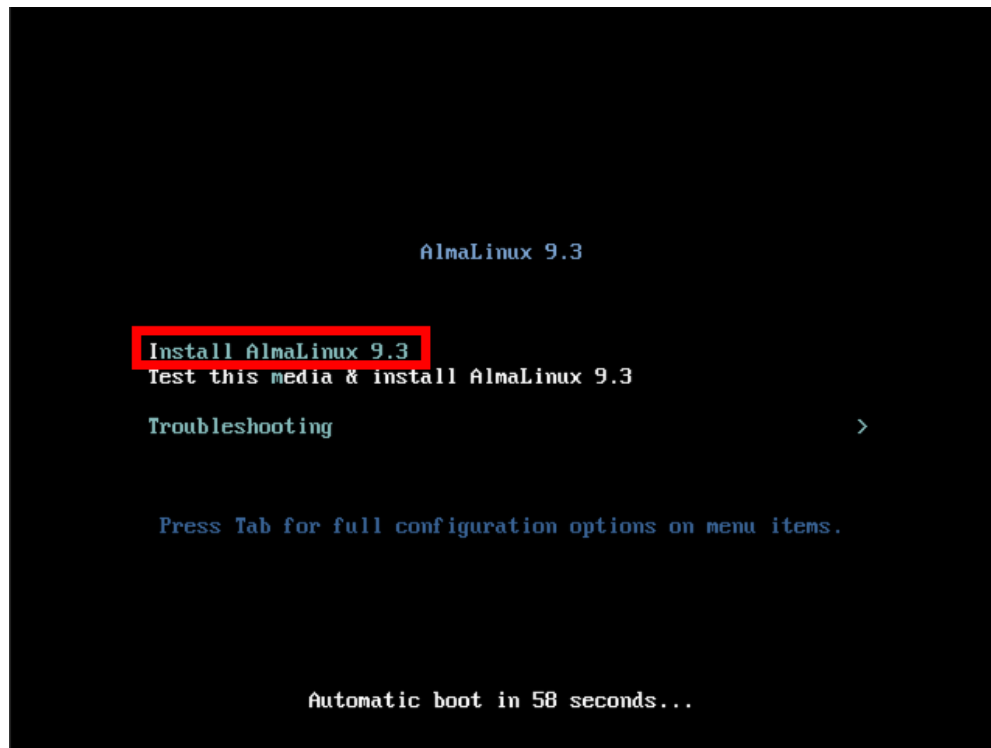 AlmaLinux 9.3
Install AlmaLinux 9.3
Test this media & install AlmaLinux 9.3
Troubleshooting >
Press Tab for full configuration options on menu items.
Automatic boot in 58 seconds...